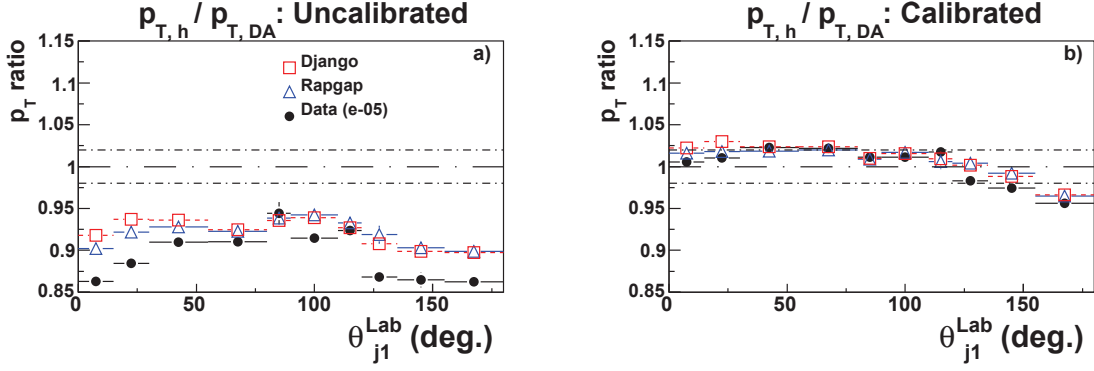 p_T, h / p_T, DA : Uncalibrated
a)
p_T ratio
1.15
1.1
1.05
1
0.95
0.9
0.85
Django
Rapgap
Data (e-05)
0
50
100
150
θ_j1^Lab (deg.)
p_T, h / p_T, DA : Calibrated
b)
p_T ratio
1.15
1.1
1.05
1
0.95
0.9
0.85
0
50
100
150
θ_j1^Lab (deg.)